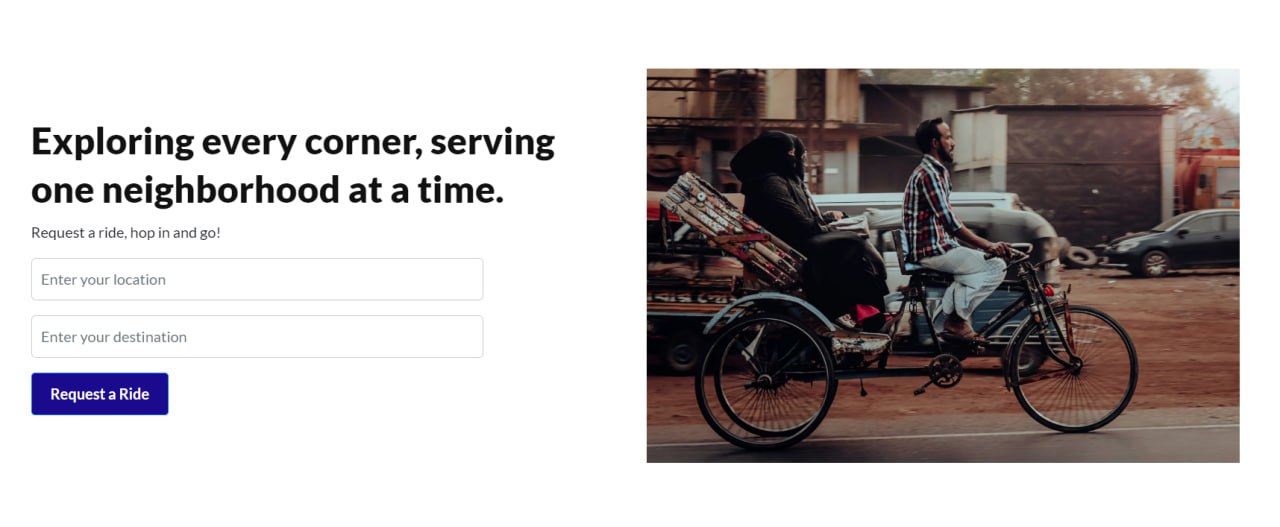 Exploring every corner, serving
one neighborhood at a time.
Request a ride, hop in and go!
Enter your location
Enter your destination
Request a Ride